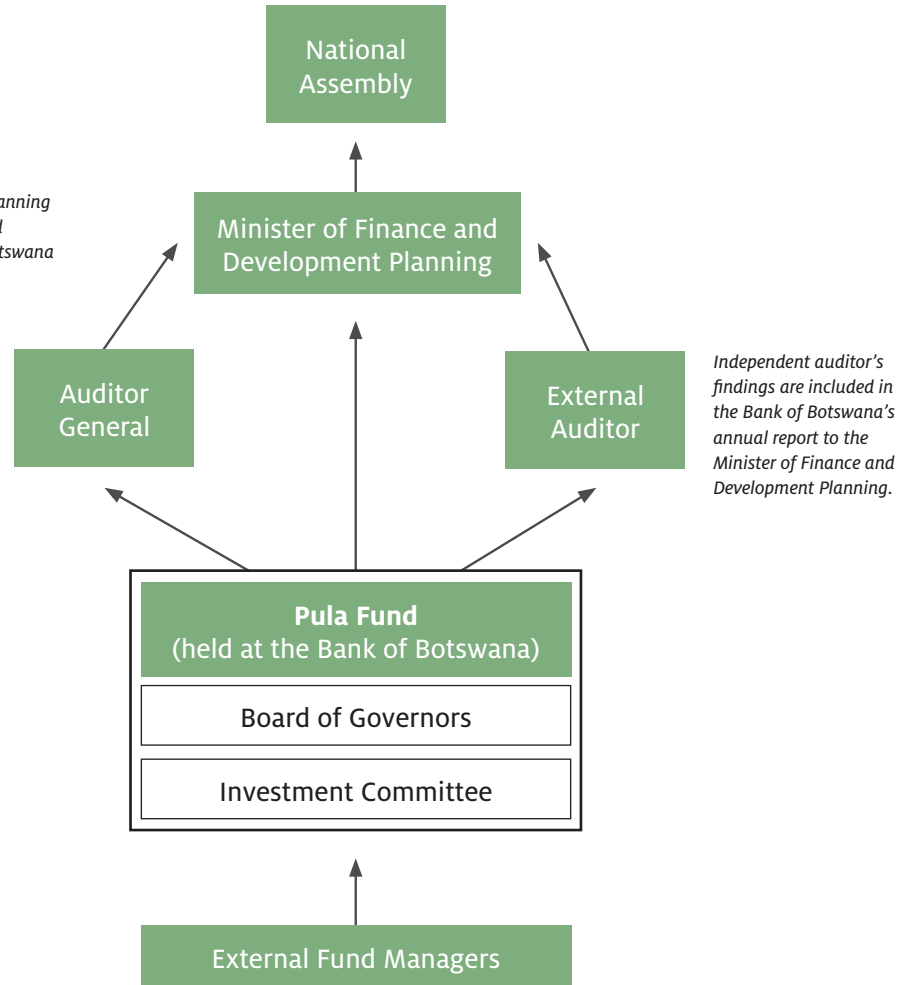 National
Assembly
Minister of Finance and
Development Planning
Auditor
General
External
Auditor
Independent auditor's
findings are included in
the Bank of Botswana's
annual report to the
Minister of Finance and
Development Planning.
Pula Fund
(held at the Bank of Botswana)
Board of Governors
Investment Committee
External Fund Managers